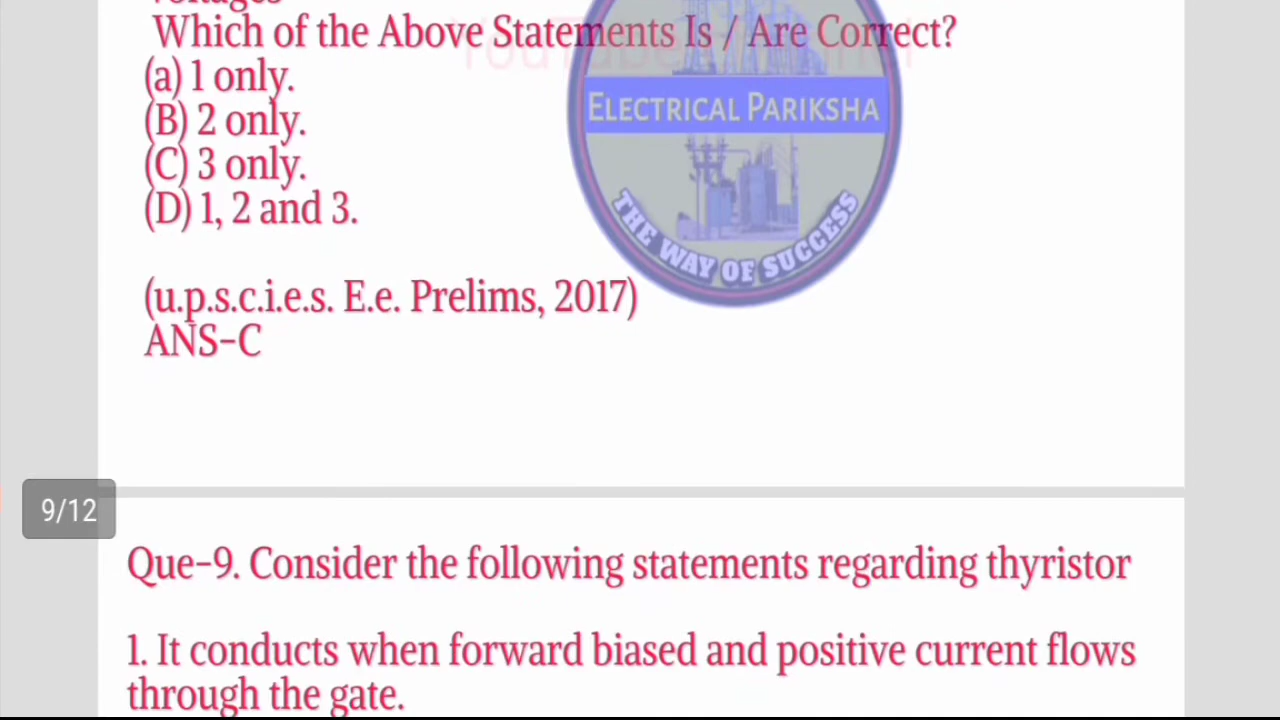 voltages
Which of the Above Statements Is / Are Correct?
(a) 1 only.
(B) 2 only.
(C) 3 only.
(D) 1, 2 and 3.
ELECTRICAL PARIKSHA
THE WAY OF SUCCESS
(u.p.s.c.i.e.s. E.e. Prelims, 2017)
ANS-C
9/12
Que-9. Consider the following statements regarding thyristor
1. It conducts when forward biased and positive current flows
through the gate.